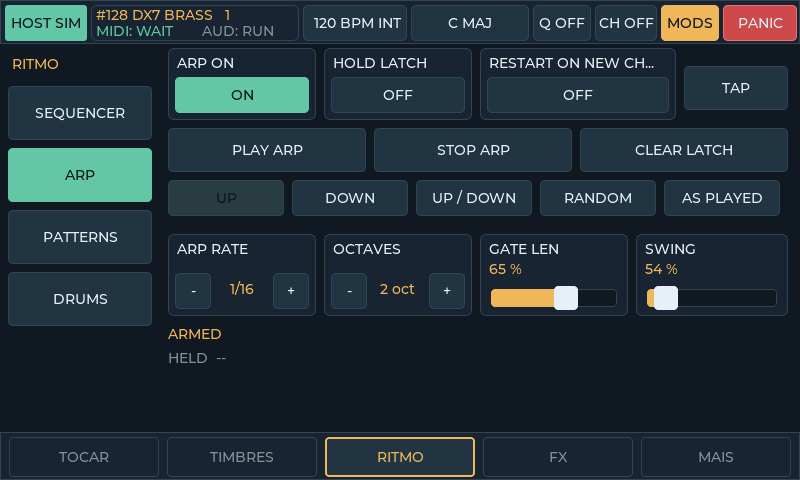 HOST SIM
#128 DX7 BRASS 1
MIDI: WAIT AUD: RUN
120 BPM INT
C MAJ
Q OFF
CH OFF
MODS
PANIC
RITMO
SEQUENCER
ARP
PATTERNS
DRUMS
ARP ON
ON
HOLD LATCH
OFF
RESTART ON NEW CH...
OFF
TAP
PLAY ARP
STOP ARP
CLEAR LATCH
UP
DOWN
UP / DOWN
RANDOM
AS PLAYED
ARP RATE
- 1/16 +
OCTAVES
- 2 oct +
GATE LEN
65 %
SWING
54 %
ARMED
HELD --
TOCAR
TIMBRES
RITMO
FX
MAIS